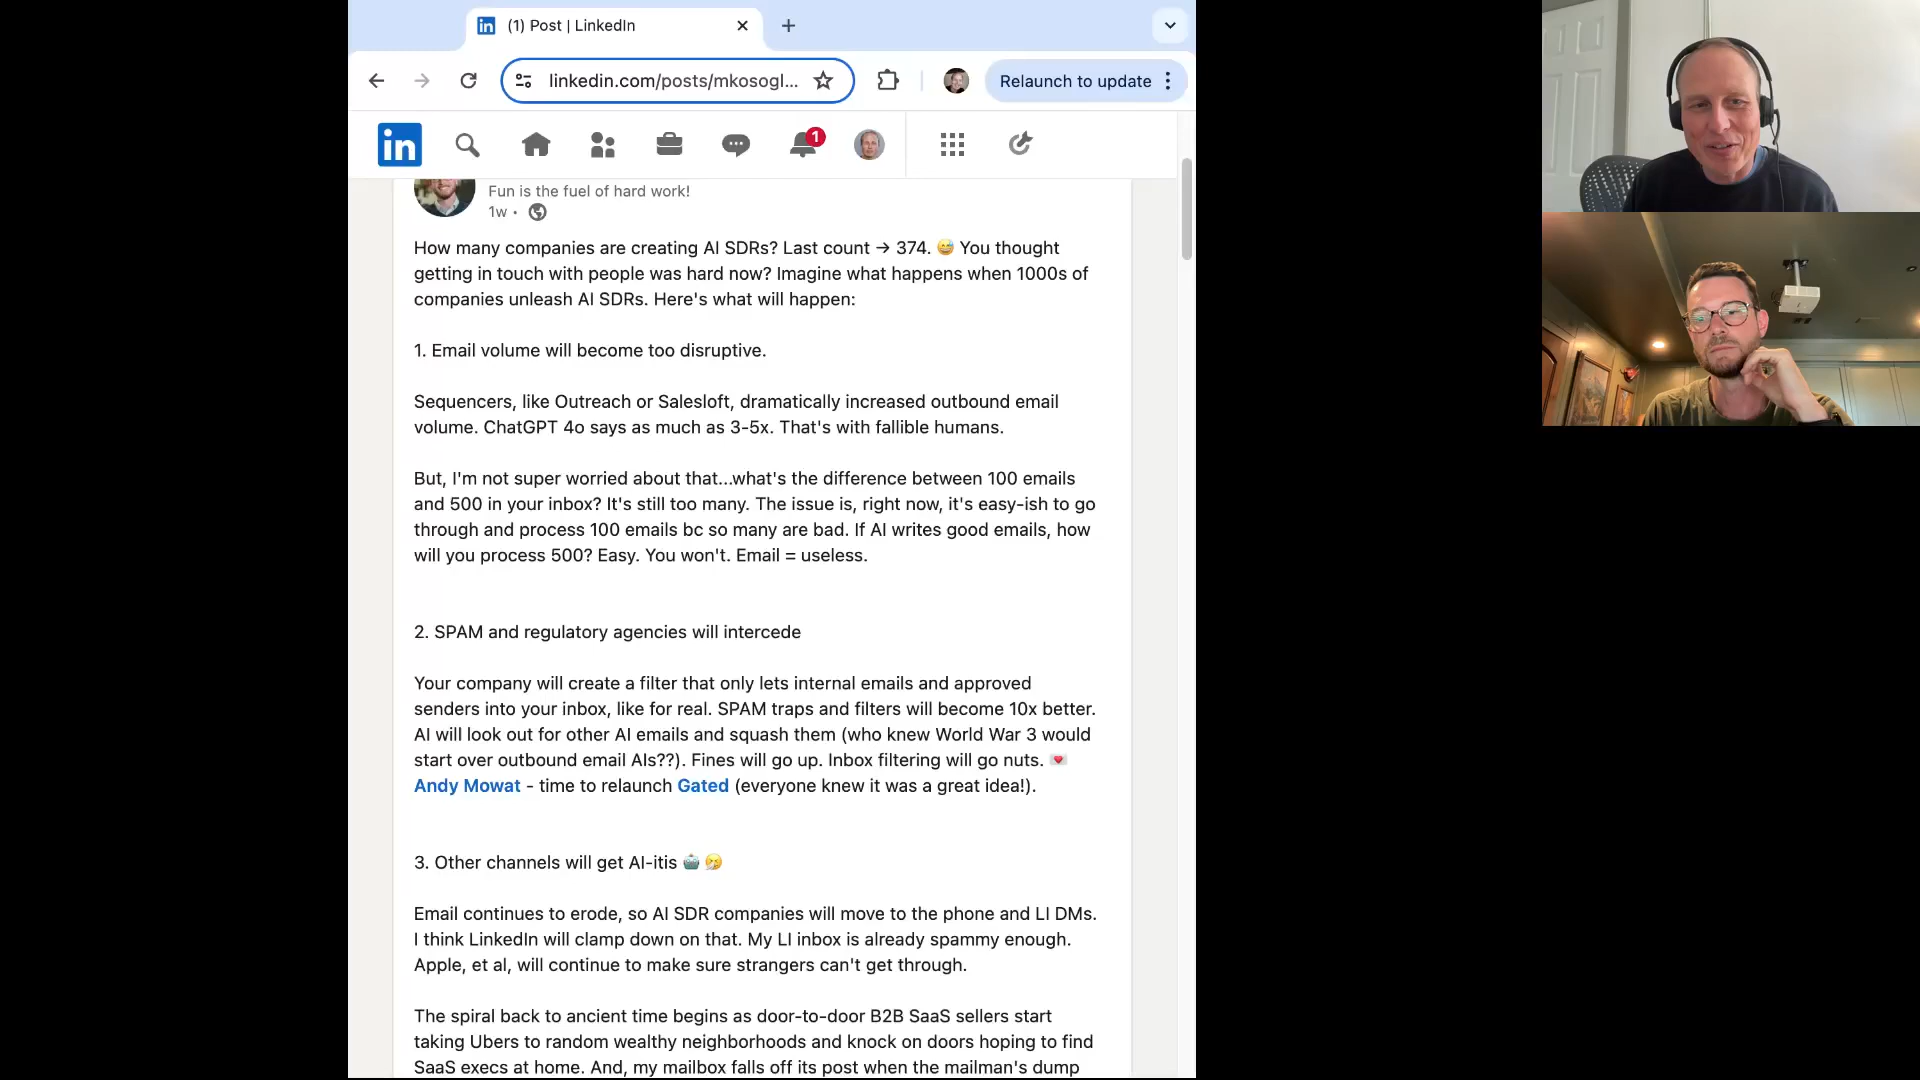 (1) Post | LinkedIn
linkedin.com/posts/mkosogl...
Relaunch to update
in
1
Fun is the fuel of hard work!
1w •
How many companies are creating AI SDRs? Last count → 374. 😅 You thought
getting in touch with people was hard now? Imagine what happens when 1000s of
companies unleash AI SDRs. Here's what will happen:
1. Email volume will become too disruptive.
Sequencers, like Outreach or Salesloft, dramatically increased outbound email
volume. ChatGPT 4o says as much as 3-5x. That's with fallible humans.
But, I'm not super worried about that...what's the difference between 100 emails
and 500 in your inbox? It's still too many. The issue is, right now, it's easy-ish to go
through and process 100 emails bc so many are bad. If AI writes good emails, how
will you process 500? Easy. You won't. Email = useless.
2. SPAM and regulatory agencies will intercede
Your company will create a filter that only lets internal emails and approved
senders into your inbox, like for real. SPAM traps and filters will become 10x better.
AI will look out for other AI emails and squash them (who knew World War 3 would
start over outbound email AIs??). Fines will go up. Inbox filtering will go nuts. 💌
Andy Mowat - time to relaunch Gated (everyone knew it was a great idea!).
3. Other channels will get AI-itis 🤖 🤧
Email continues to erode, so AI SDR companies will move to the phone and LI DMs.
I think LinkedIn will clamp down on that. My LI inbox is already spammy enough.
Apple, et al, will continue to make sure strangers can't get through.
The spiral back to ancient time begins as door-to-door B2B SaaS sellers start
taking Ubers to random wealthy neighborhoods and knock on doors hoping to find
SaaS execs at home. And, my mailbox falls off its post when the mailman's dump